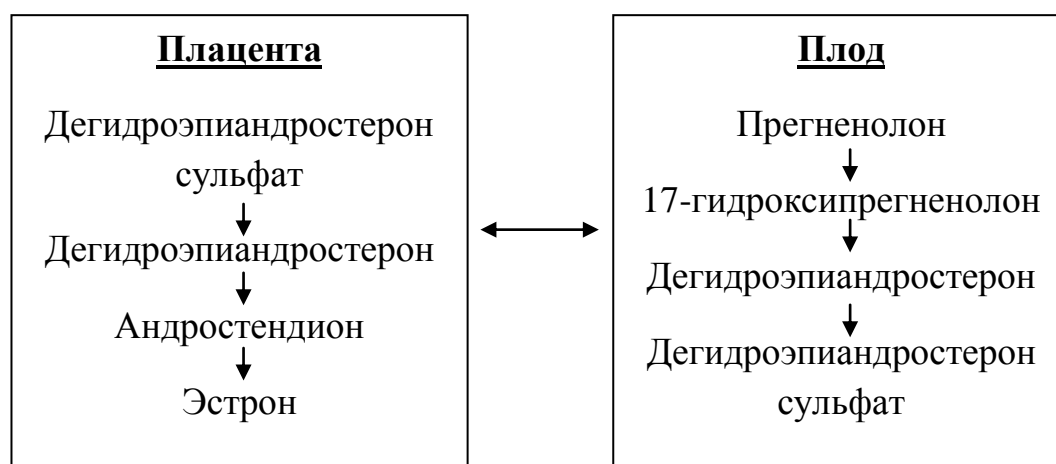 Плацента
Дегидроэпиандростерон
сульфат
Дегидроэпиандростерон
Андростендион
Эстрон
Плод
Прегненолон
17-гидроксипрегненолон
Дегидроэпиандростерон
Дегидроэпиандростерон
сульфат